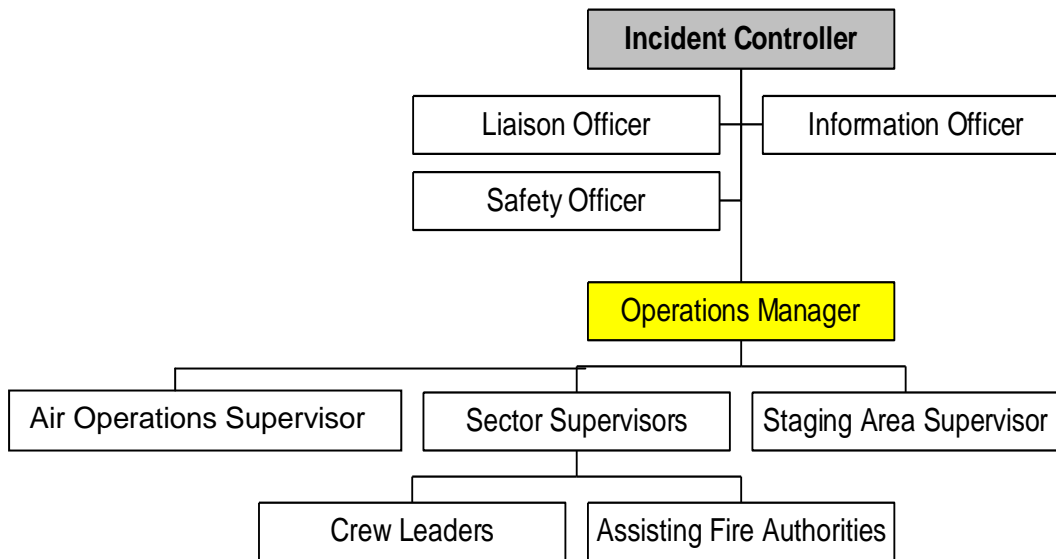 Incident Controller
Liaison Officer
Information Officer
Safety Officer
Operations Manager
Air Operations Supervisor
Sector Supervisors
Staging Area Supervisor
Crew Leaders
Assisting Fire Authorities